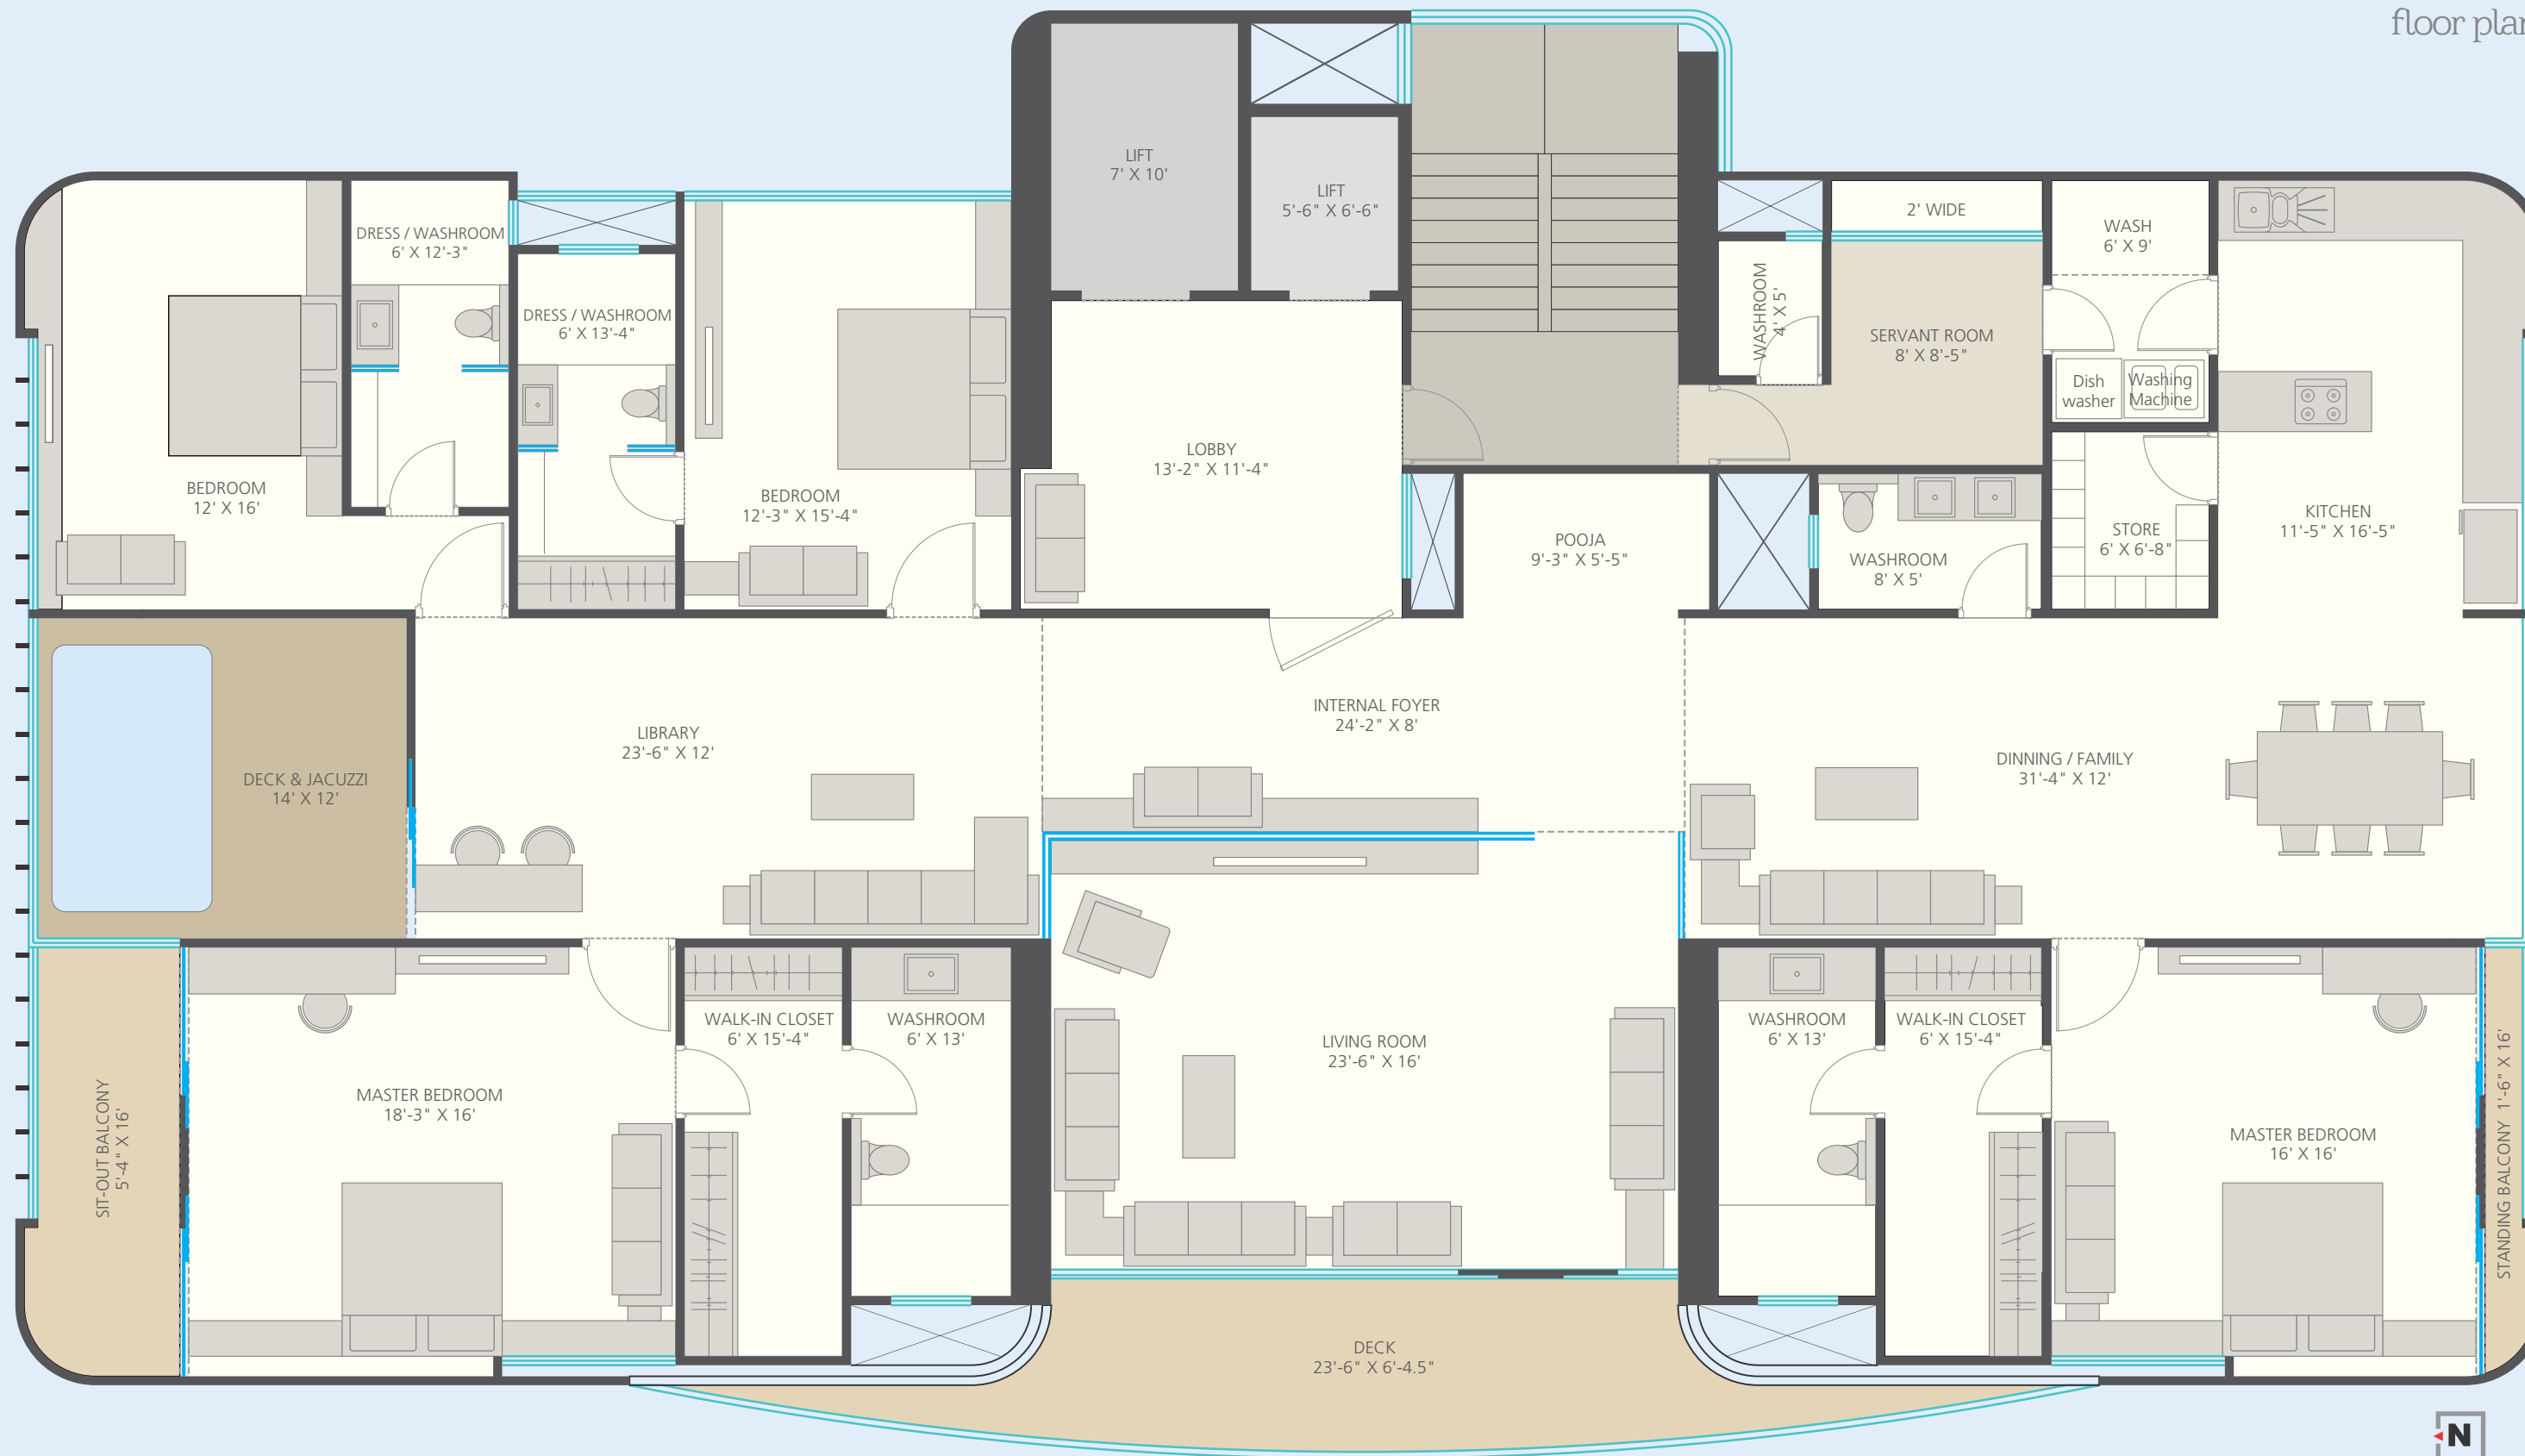 floor plan
LIFT
7' X 10'
LIFT
5'-6" X 6'-6"
2' WIDE
WASH
6' X 9'
DRESS / WASHROOM
6' X 12'-3"
DRESS / WASHROOM
6' X 13'-4"
WASHROOM
4' X 5'
SERVANT ROOM
8' X 8'-5"
Dish
washer
Washing
Machine
BEDROOM
12' X 16'
BEDROOM
12'-3" X 15'-4"
LOBBY
13'-2" X 11'-4"
POOJA
9'-3" X 5'-5"
WASHROOM
8' X 5'
STORE
6' X 6'-8"
KITCHEN
11'-5" X 16'-5"
DECK & JACUZZI
14' X 12'
LIBRARY
23'-6" X 12'
INTERNAL FOYER
24'-2" X 8'
DINNING / FAMILY
31'-4" X 12'
SIT-OUT BALCONY
5'-4" X 16'
MASTER BEDROOM
18'-3" X 16'
WALK-IN CLOSET
6' X 15'-4"
WASHROOM
6' X 13'
LIVING ROOM
23'-6" X 16'
WASHROOM
6' X 13'
WALK-IN CLOSET
6' X 15'-4"
MASTER BEDROOM
16' X 16'
STANDING BALCONY 1'-6" X 16'
DECK
23'-6" X 6'-4.5"
N